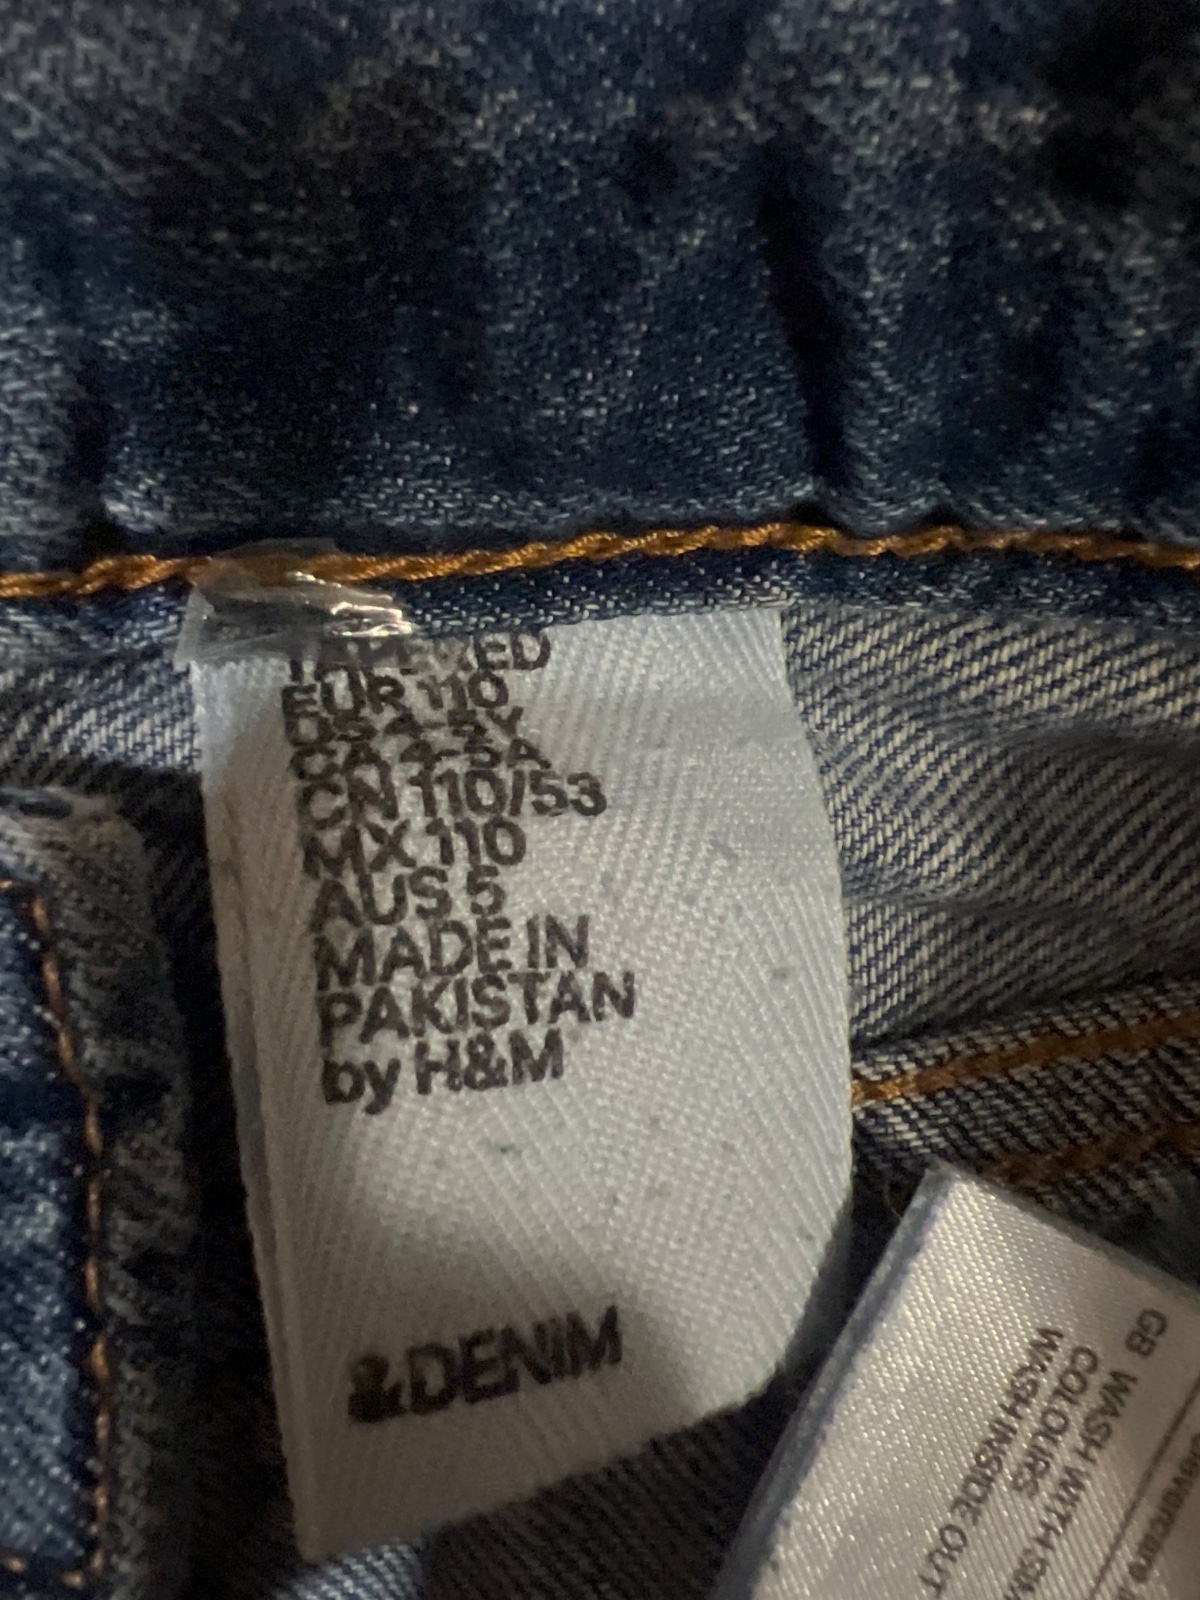 TAPERED
EUR 110
US 4-5Y
CA 4-5A
CN 110/53
MX 110
AUS 5
MADE IN
PAKISTAN
by H&M
&DENIM
GB WASH WITH
COLOURS
WASH INSIDE OUT